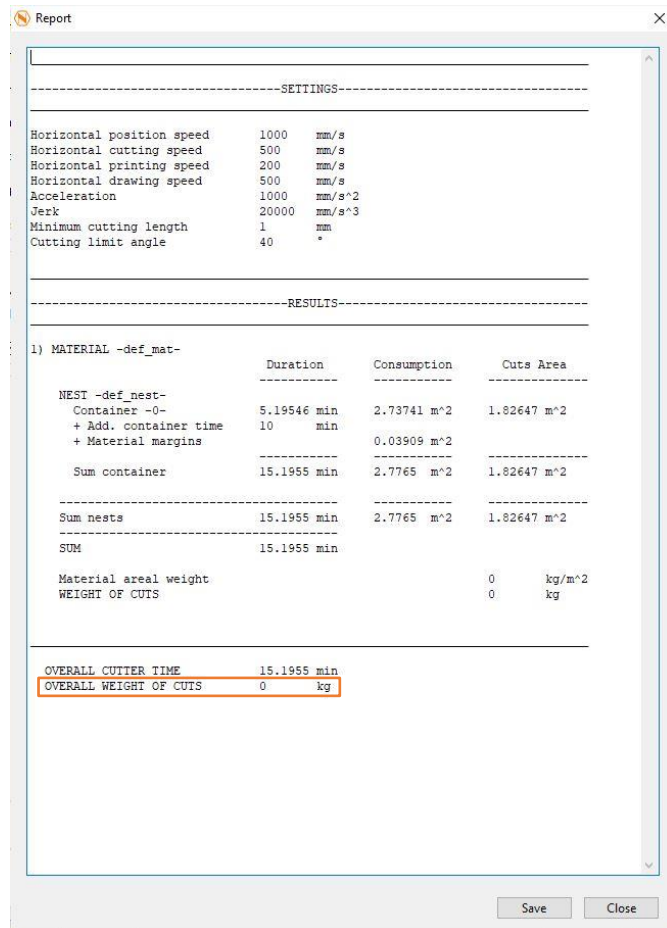 Report
-----------------------------------SETTINGS-----------------------------------
Horizontal position speed 1000 mm/s
Horizontal cutting speed 500 mm/s
Horizontal printing speed 200 mm/s
Horizontal drawing speed 500 mm/s
Acceleration 1000 mm/s^2
Jerk 20000 mm/s^3
Minimum cutting length 1 mm
Cutting limit angle 40 °
------------------------------------RESULTS-----------------------------------
1) MATERIAL -def_mat-
Duration Consumption Cuts Area
----------- ----------- --------------
NEST -def_nest-
Container -0- 5.19546 min 2.73741 m^2 1.82647 m^2
+ Add. container time 10 min
+ Material margins 0.03909 m^2
----------- ----------- --------------
Sum container 15.1955 min 2.7765 m^2 1.82647 m^2
--------------------------------------- ----------- --------------
Sum nests 15.1955 min 2.7765 m^2 1.82647 m^2
---------------------------------------
SUM 15.1955 min
Material areal weight 0 kg/m^2
WEIGHT OF CUTS 0 kg
OVERALL CUTTER TIME 15.1955 min
OVERALL WEIGHT OF CUTS 0 kg
Save Close